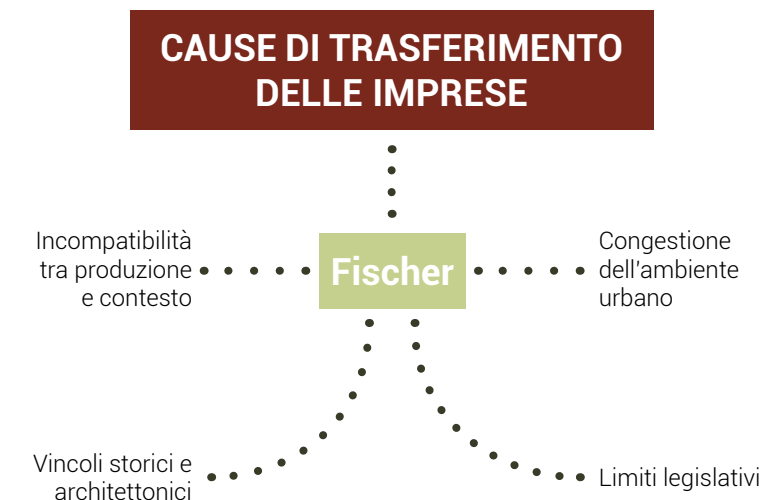 CAUSE DI TRASFERIMENTO
DELLE IMPRESE
Incompatibilità
tra produzione
e contesto
Fischer
Congestione
dell'ambiente
urbano
Vincoli storici e
architettonici
Limiti legislativi